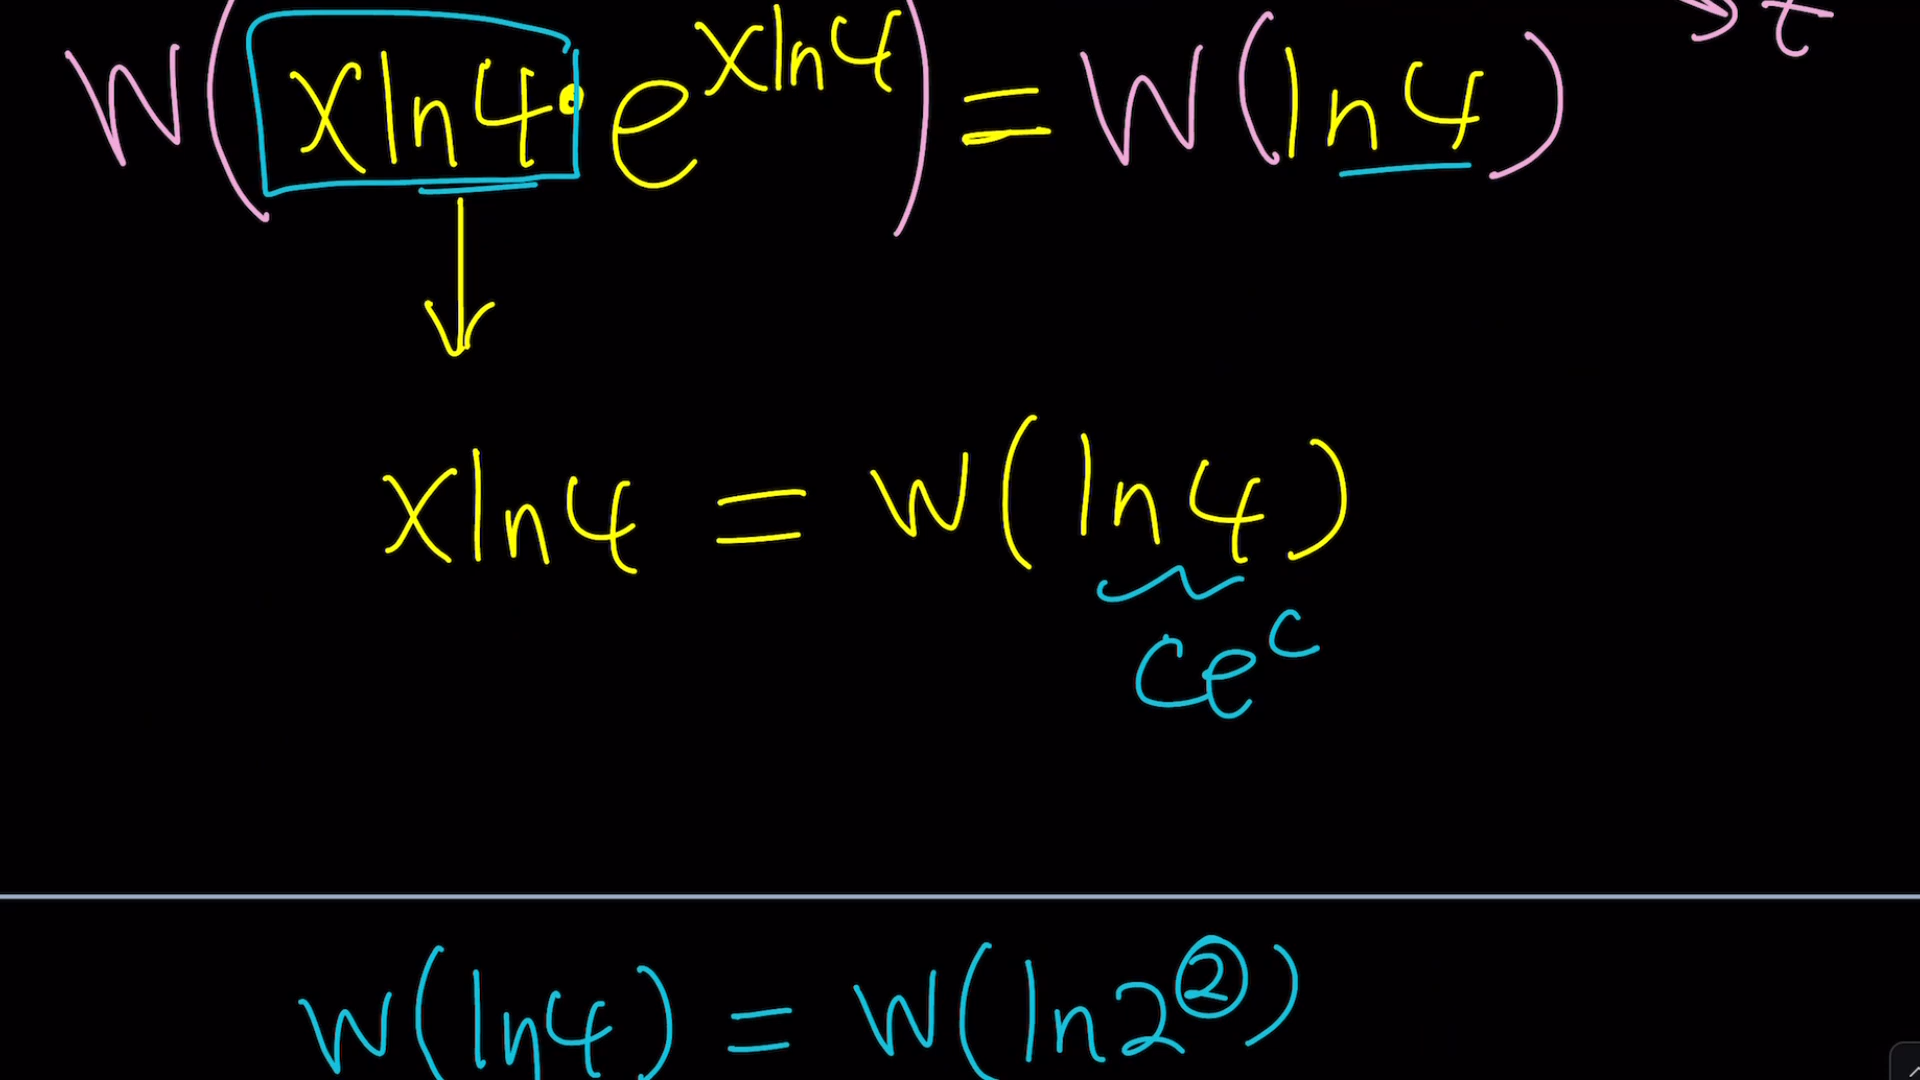 W(xln4·e^{xln4}) = W(ln4)
→ t
xln4 = W(ln4)
ce^c
W(ln4) = W(ln2^2)